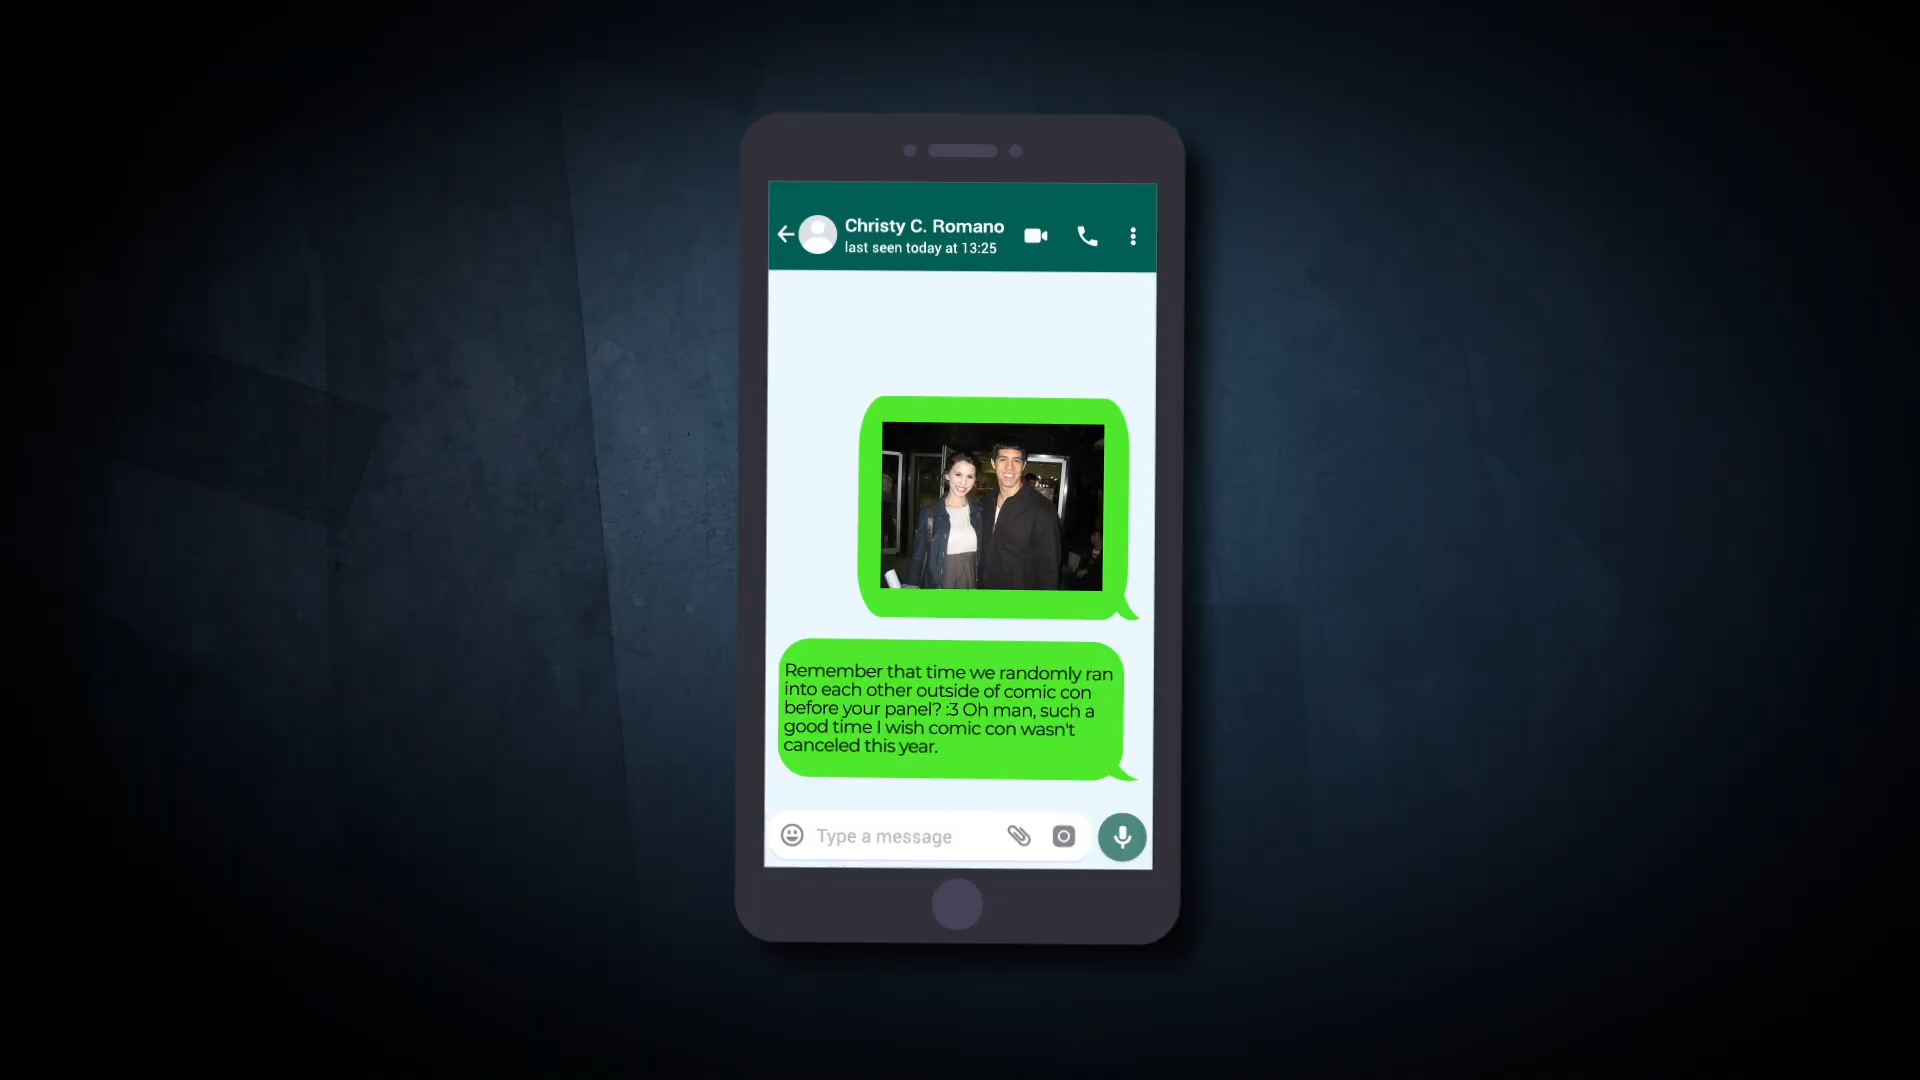 Christy C. Romano
last seen today at 13:25
Remember that time we randomly ran
into each other outside of comic con
before your panel? :3 Oh man, such a
good time I wish comic con wasn't
canceled this year.
Type a message